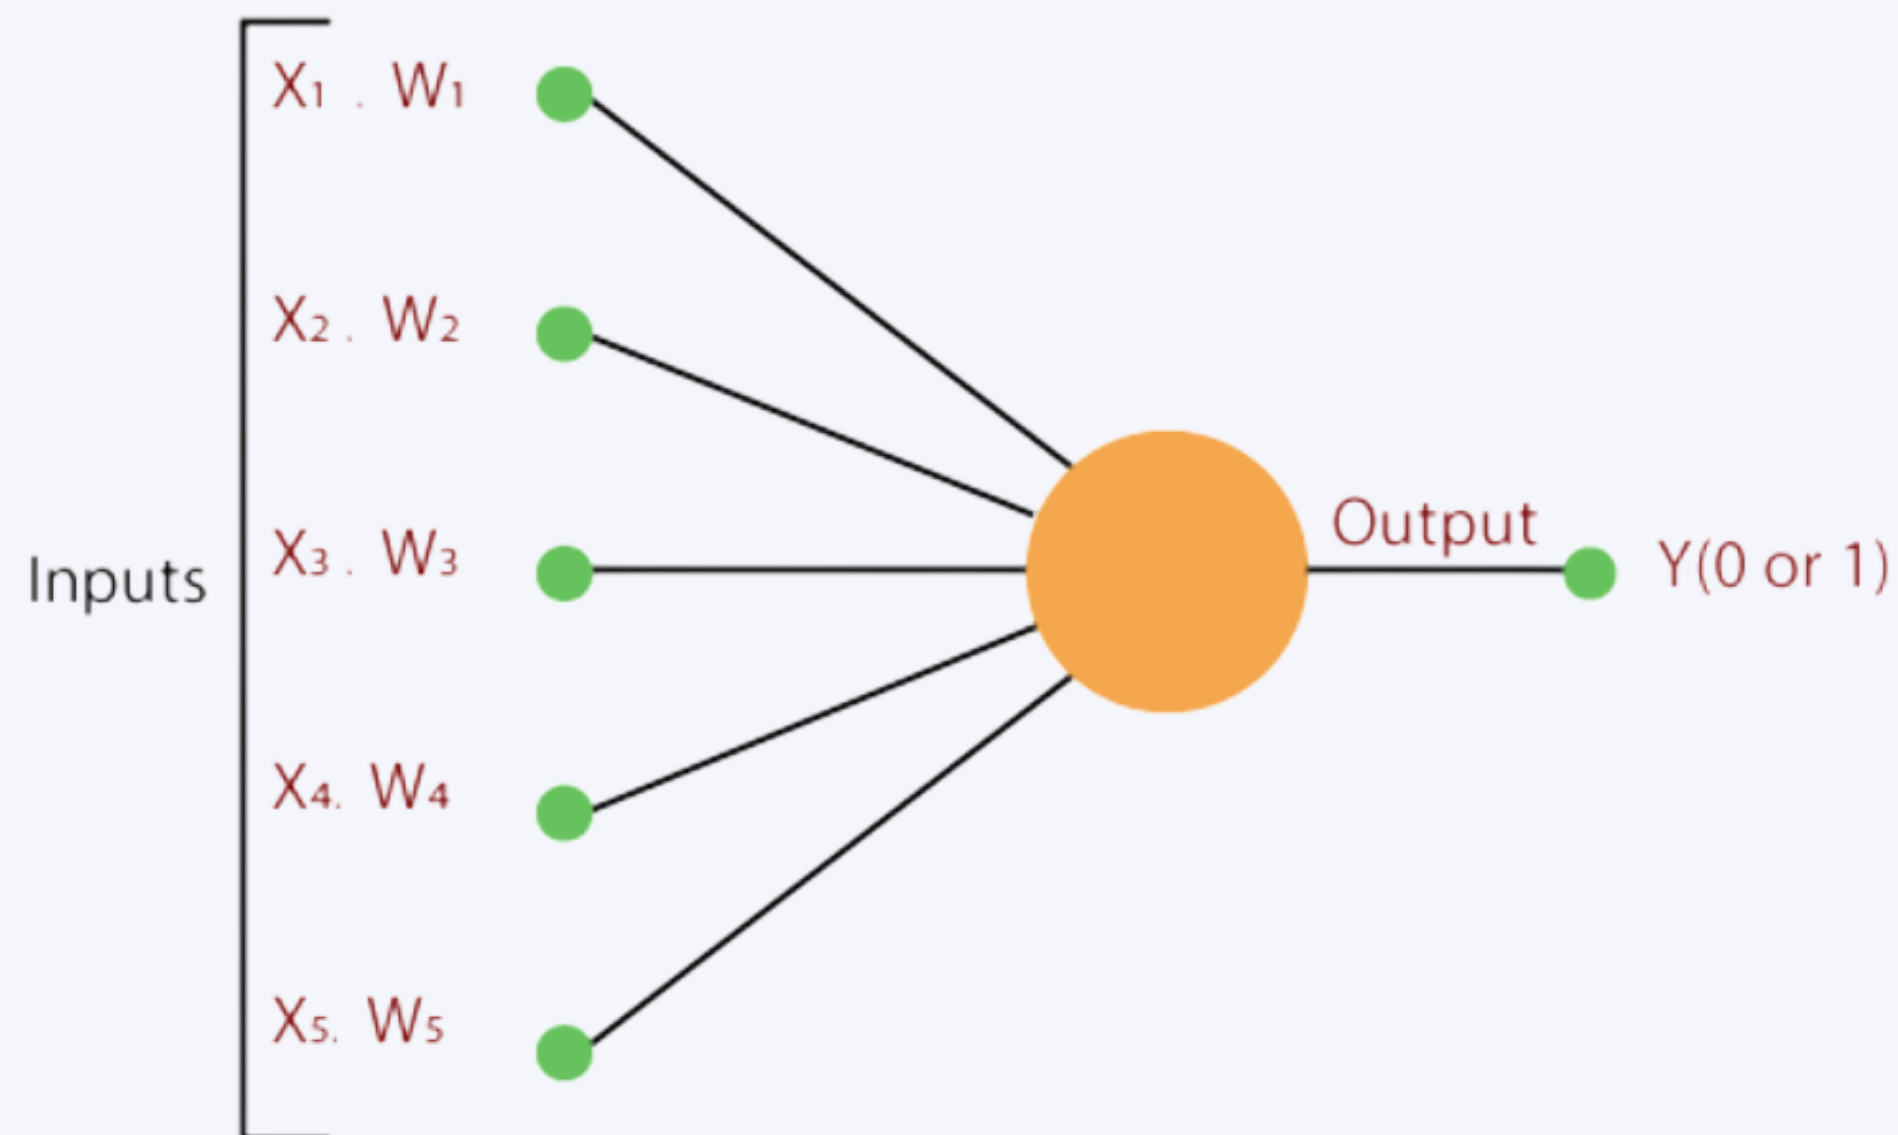 X₁ . W₁
X₂ . W₂
X₃ . W₃
X₄. W₄
X₅. W₅
Inputs
Output
Y(0 or 1)